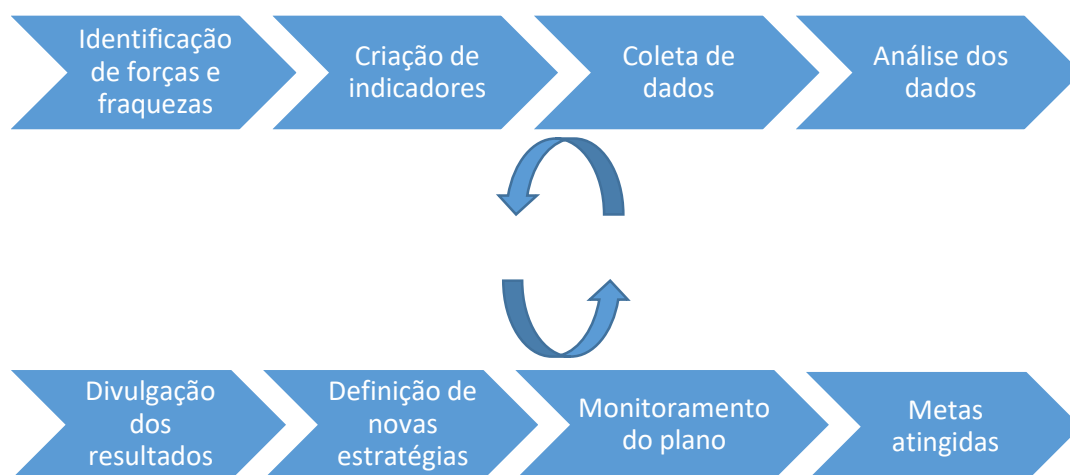 Identificação
de forças e
fraquezas
Criação de
indicadores
Coleta de
dados
Análise dos
dados
Divulgação
dos
resultados
Definição de
novas
estratégias
Monitoramento
do plano
Metas
atingidas